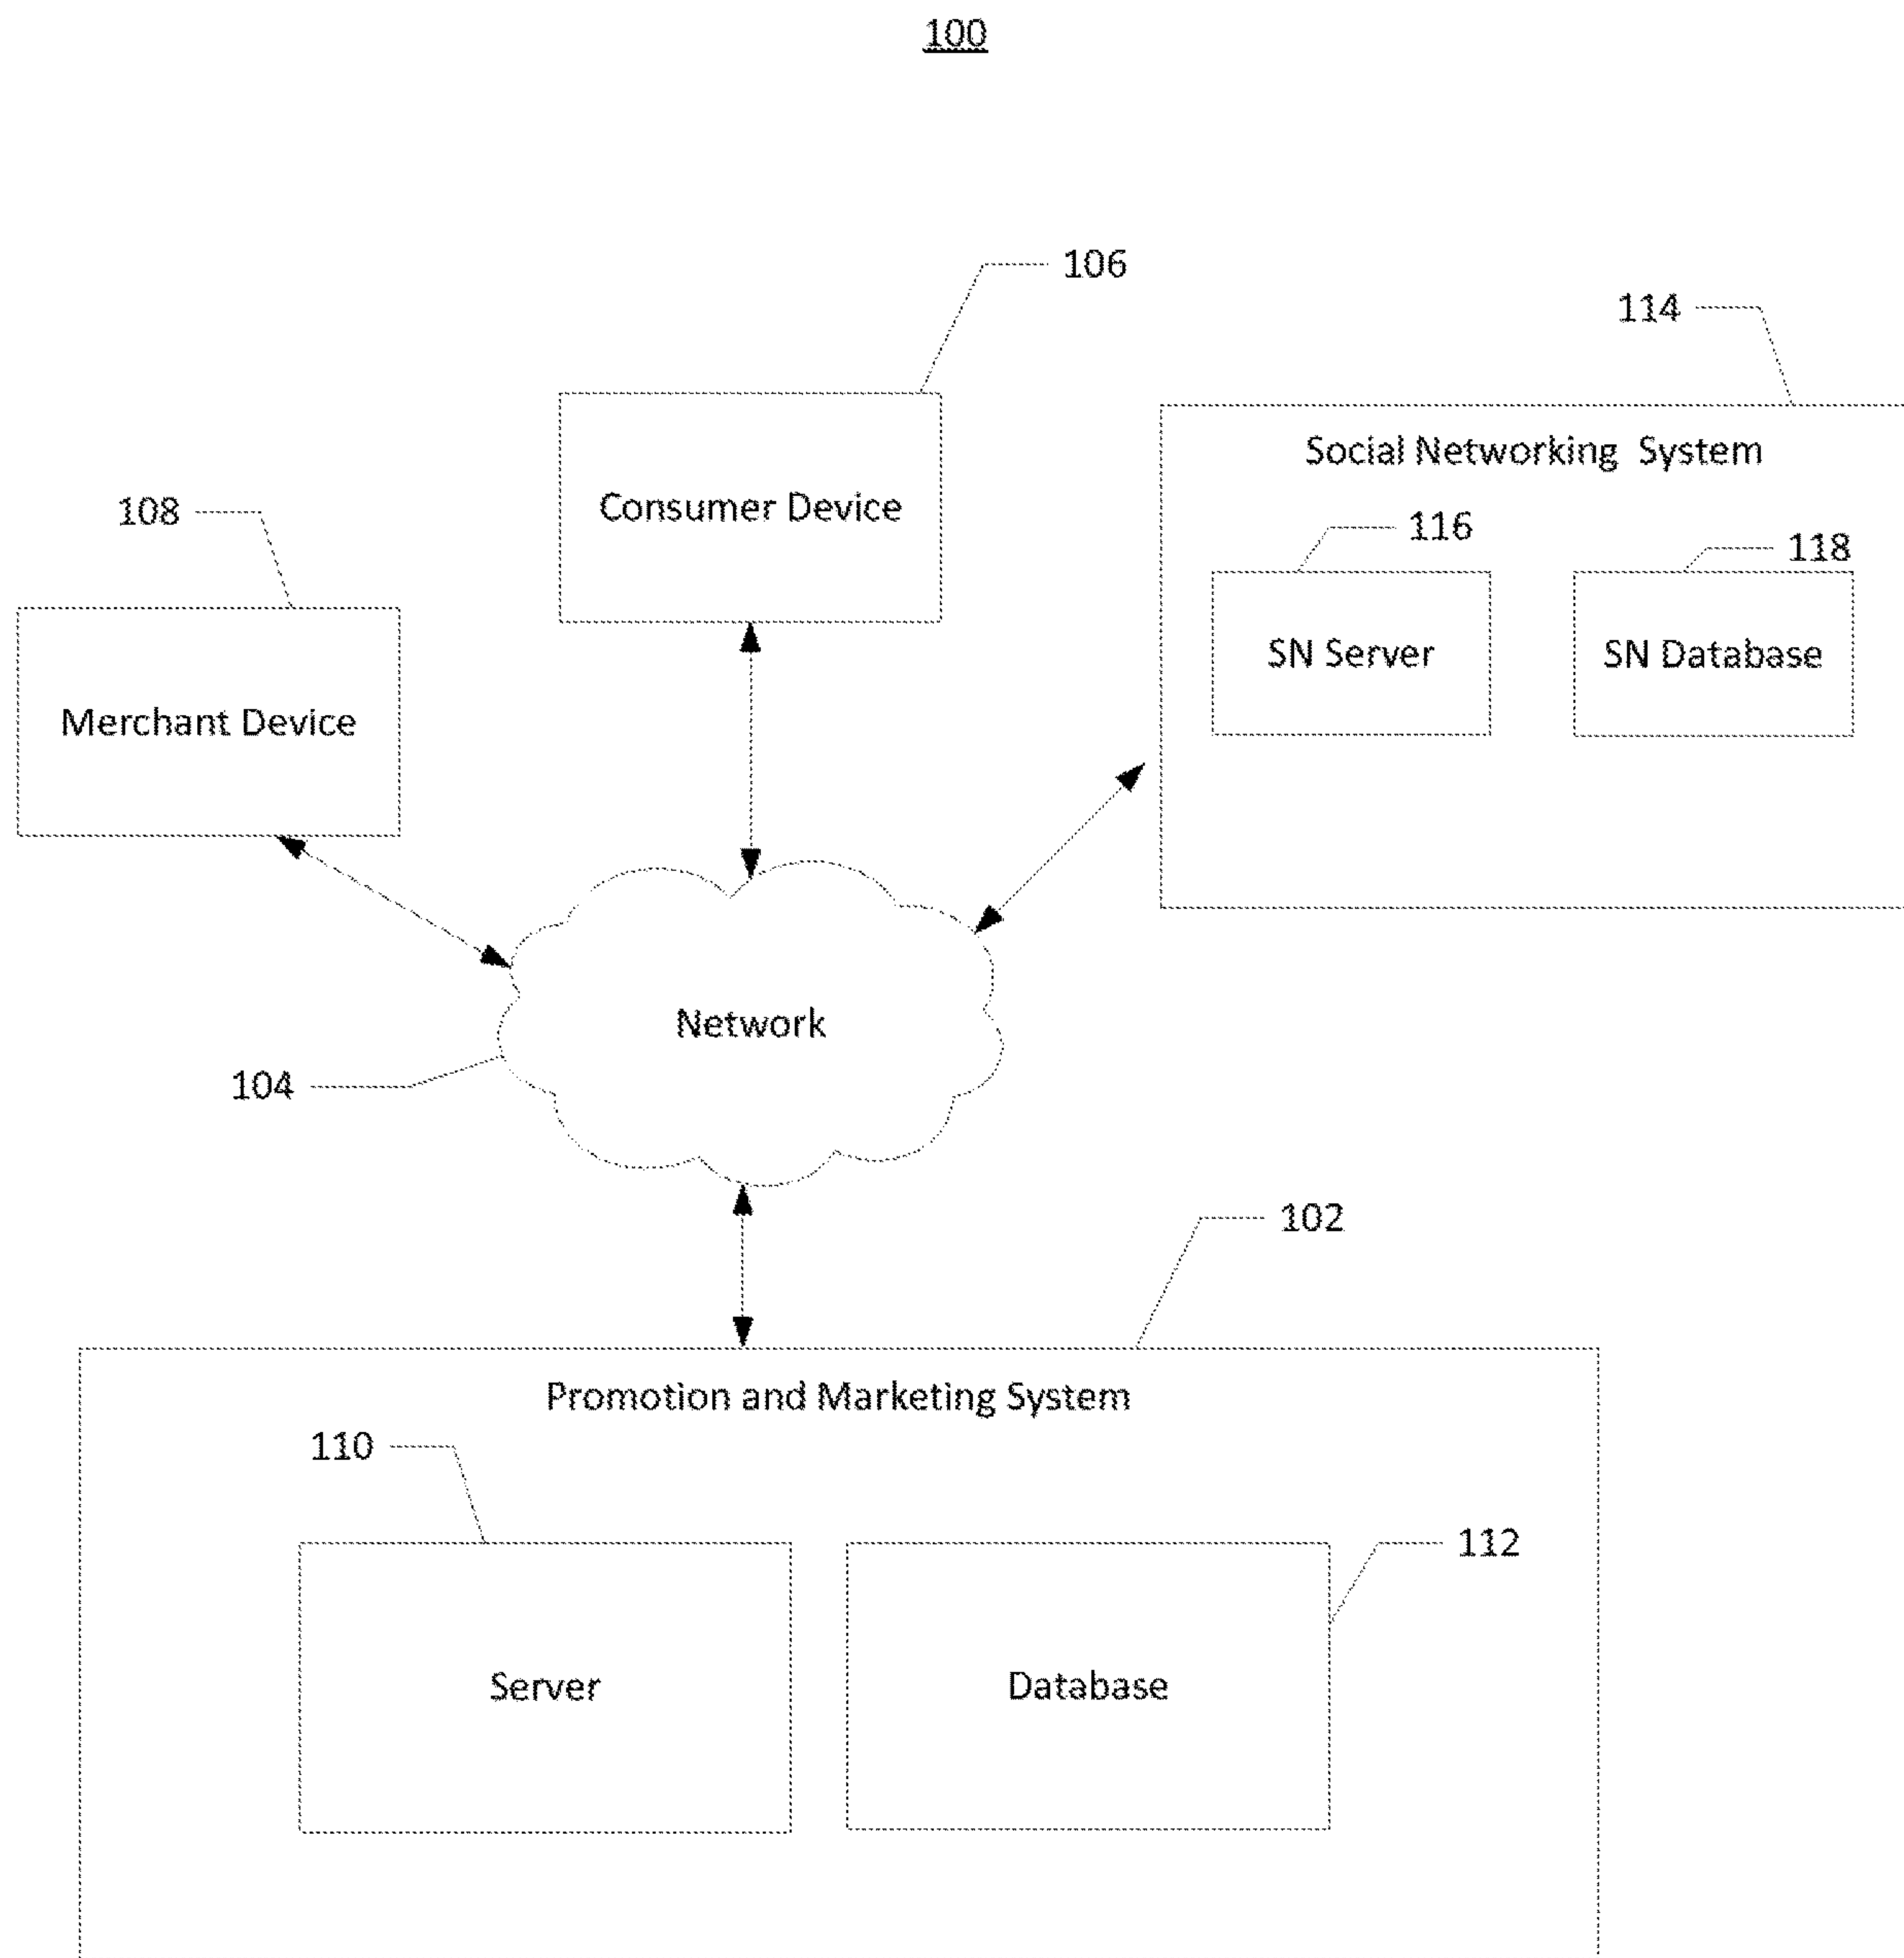 100
106
114
Consumer Device
Social Networking System
108
116
118
SN Server
SN Database
Merchant Device
Network
104
102
Promotion and Marketing System
110
112
Server
Database